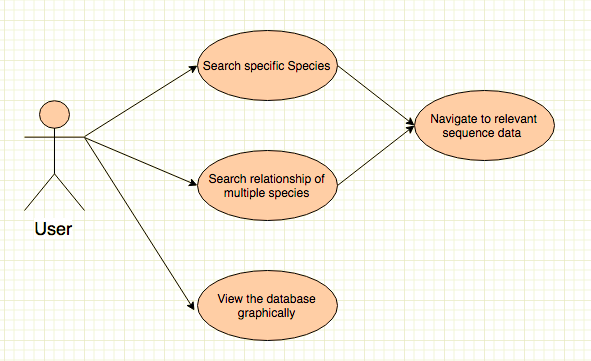 Search specific Species
Navigate to relevant
sequence data
Search relationship of
multiple species
User
View the database
graphically